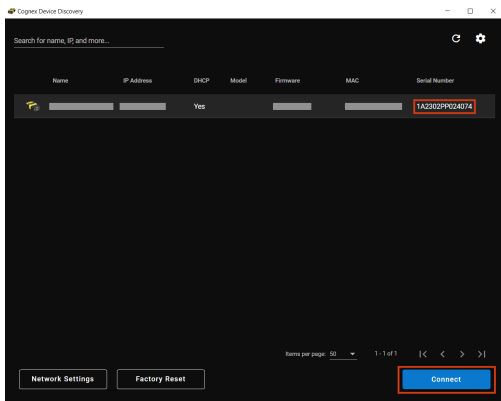 Cognex Device Discovery
Search for name, IP, and more...
Name IP Address DHCP Model Firmware MAC Serial Number
Yes 1A2302PP024074
Items per page: 50 1 - 1 of 1
Network Settings Factory Reset Connect